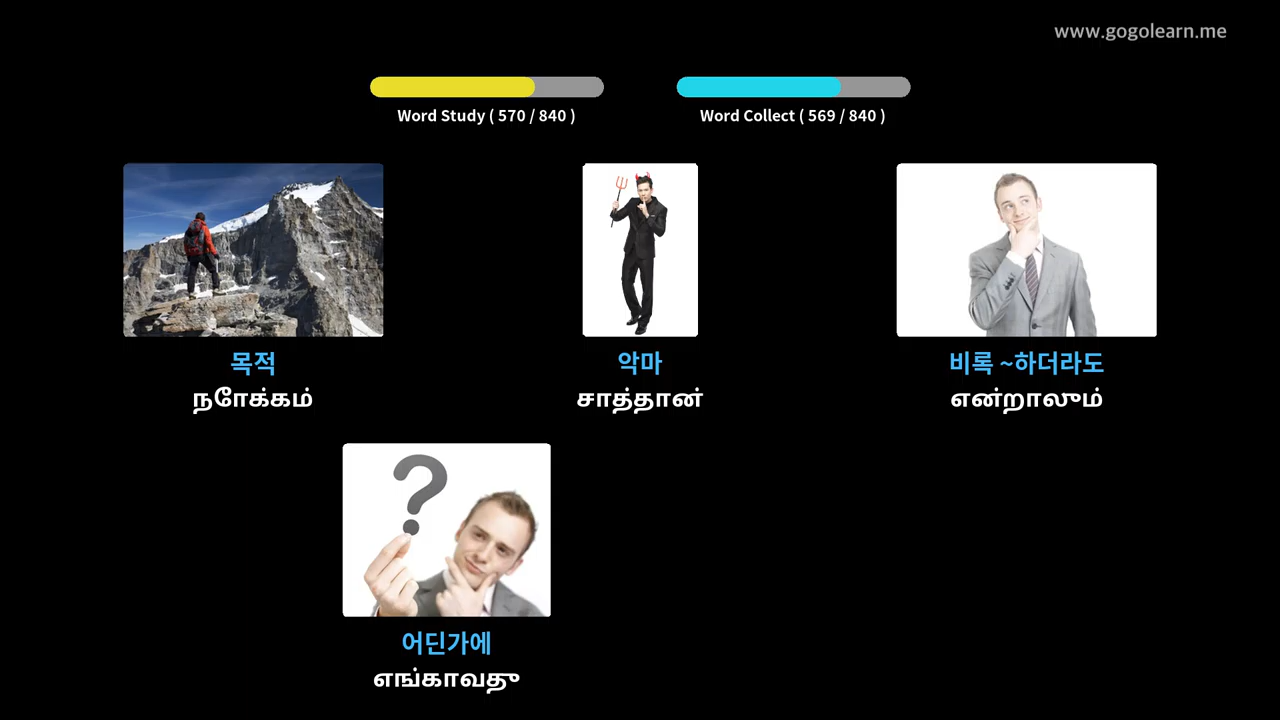 www.gogolearn.me
Word Study ( 570 / 840 )
Word Collect ( 569 / 840 )
목적
நோக்கம்
악마
சாத்தான்
비록 ~하더라도
என்றாலும்
어딘가에
எங்காவது